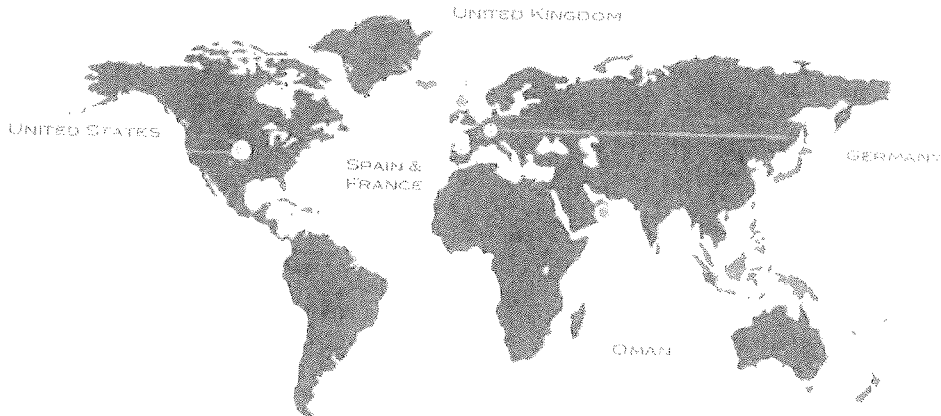 UNITED KINGDOM
UNITED STATES
SPAIN &
FRANCE
GERMANY
OMAN